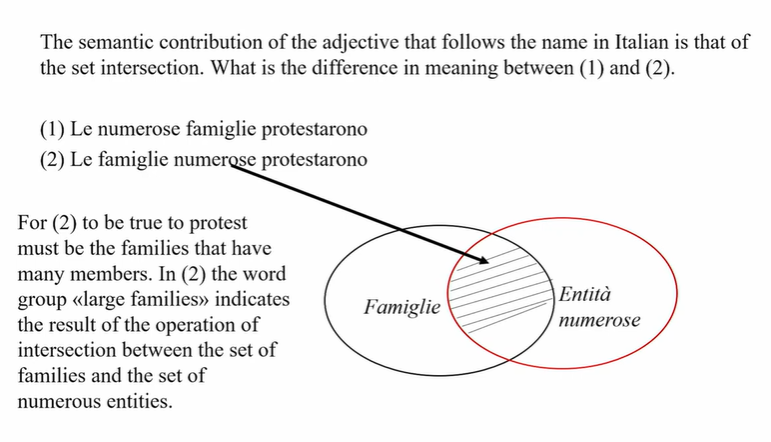 The semantic contribution of the adjective that follows the name in Italian is that of
the set intersection. What is the difference in meaning between (1) and (2).
(1) Le numerose famiglie protestarono
(2) Le famiglie numerose protestarono
For (2) to be true to protest
must be the families that have
many members. In (2) the word
group «large families» indicates
the result of the operation of
intersection between the set of
families and the set of
numerous entities.
Famiglie
Entità
numerose